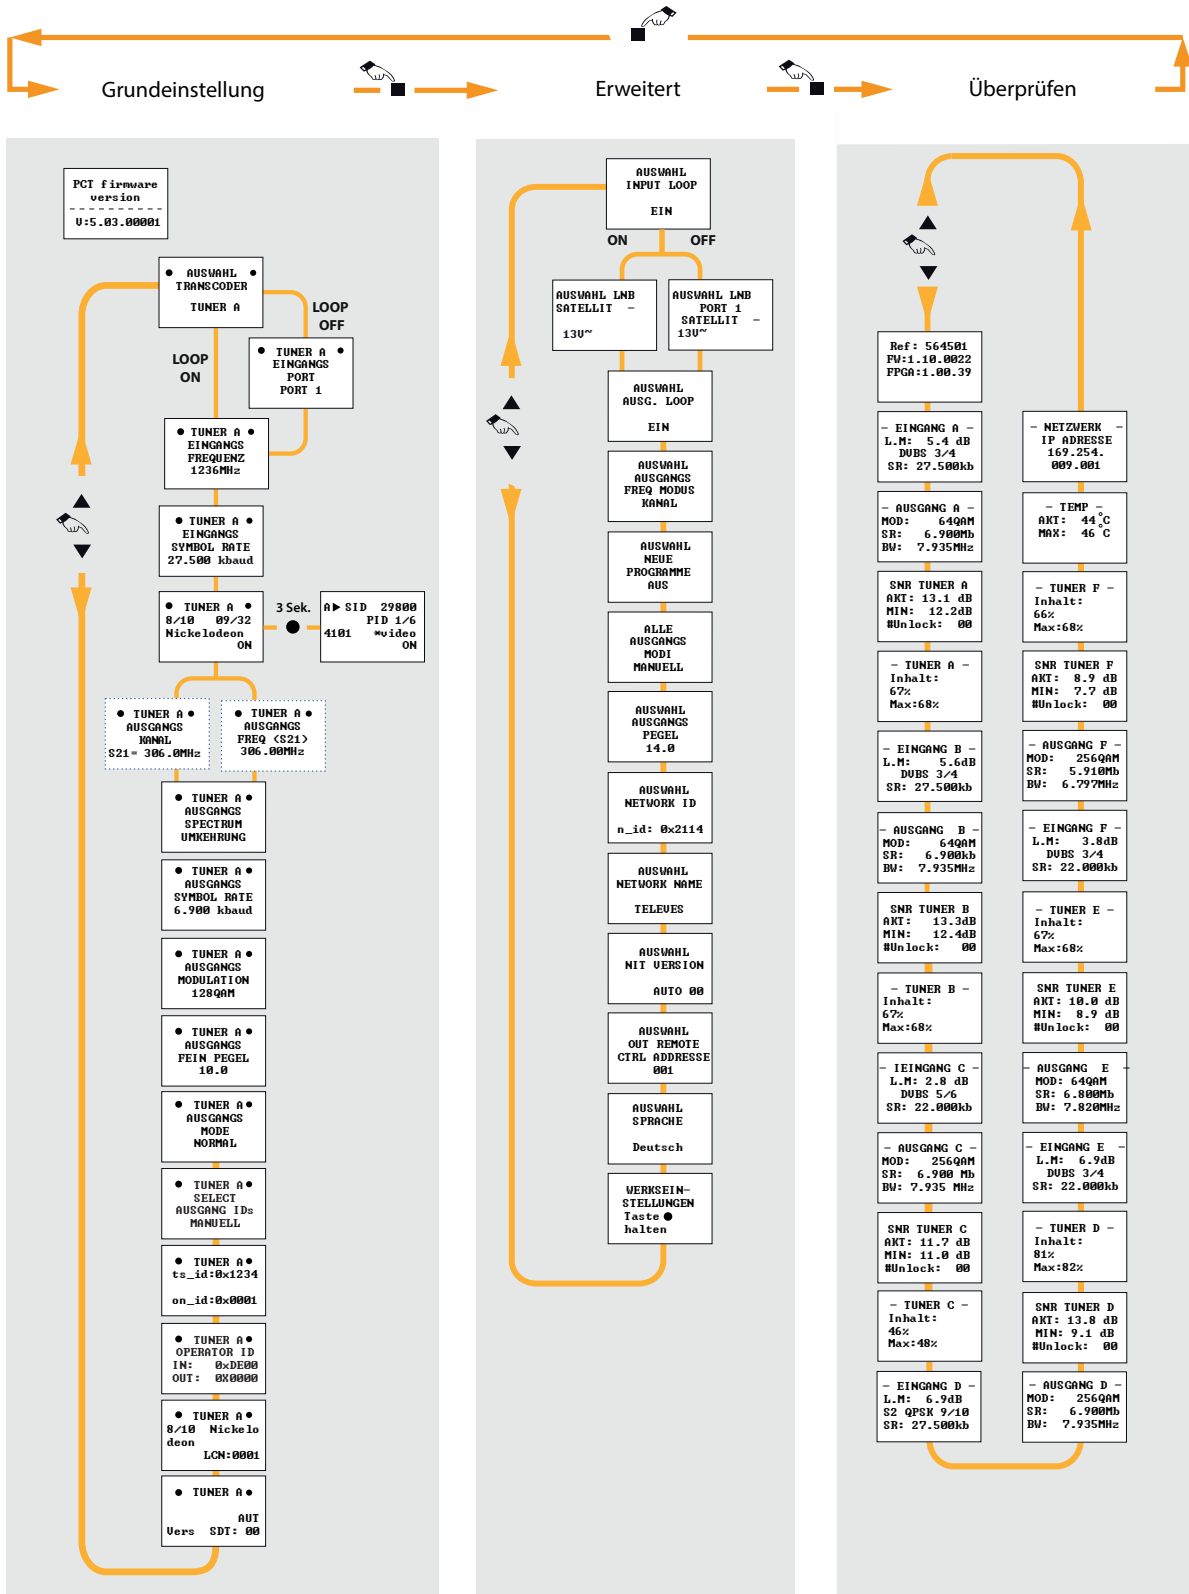 Grundeinstellung
Erweitert
Überprüfen
PCT firmware
version
V:5.03.00001
● AUSWAHL ●
TRANSCODER
TUNER A
LOOP
OFF
LOOP
ON
● TUNER A ●
EINGANGS
PORT
PORT 1
● TUNER A ●
EINGANGS
FREQUENZ
1236MHz
● TUNER A ●
EINGANGS
SYMBOL RATE
27.500 kbaud
● TUNER A ●
8/10 09/32
Nickelodeon
ON
3 Sek.
A▶SID 29800
PID 1/6
4101 *video
ON
● TUNER A ●
AUSGANGS
KANAL
S21= 306.0MHz
● TUNER A ●
AUSGANGS
FREQ <S21>
306.00MHz
● TUNER A ●
AUSGANGS
SPECTRUM
UMKEHRUNG
● TUNER A ●
AUSGANGS
SYMBOL RATE
6.900 kbaud
● TUNER A ●
AUSGANGS
MODULATION
128QAM
● TUNER A ●
AUSGANGS
FEIN PEGEL
10.0
● TUNER A ●
AUSGANGS
MODE
NORMAL
● TUNER A ●
SELECT
AUSGANG IDs
MANUELL
● TUNER A ●
ts_id:0x1234
on_id:0x0001
● TUNER A ●
OPERATOR ID
IN: 0xDE00
OUT: 0X0000
● TUNER A ●
8/10 Nickelo
deon
LCN:0001
● TUNER A ●
AUT
Vers SDT: 00
AUSWAHL
INPUT LOOP
EIN
ON
OFF
AUSWAHL LNB
SATELLIT -
13V~
AUSWAHL LNB
PORT 1
SATELLIT -
13V~
AUSWAHL
AUSG. LOOP
EIN
AUSWAHL
AUSGANGS
FREQ MODUS
KANAL
AUSWAHL
NEUE
PROGRAMME
AUS
ALLE
AUSGANGS
MODI
MANUELL
AUSWAHL
AUSGANGS
PEGEL
14.0
AUSWAHL
NETWORK ID
n_id: 0x2114
AUSWAHL
NETWORK NAME
TELEVES
AUSWAHL
NIT VERSION
AUTO 00
AUSWAHL
OUT REMOTE
CTRL ADDRESSE
001
AUSWAHL
SPRACHE
Deutsch
WERKSEIN-
STELLUNGEN
Taste ●
halten
Ref: 564501
FW:1.10.0022
FPGA:1.00.39
- EINGANG A -
L.M: 5.4 dB
DVBS 3/4
SR: 27.500kb
- AUSGANG A -
MOD: 64QAM
SR: 6.900Mb
BW: 7.935MHz
SNR TUNER A
AKT: 13.1 dB
MIN: 12.2dB
#Unlock: 00
- TUNER A -
Inhalt:
67%
Max:68%
- EINGANG B -
L.M: 5.6dB
DVBS 3/4
SR: 27.500kb
- AUSGANG B -
MOD: 64QAM
SR: 6.900kb
BW: 7.935MHz
SNR TUNER B
AKT: 13.3dB
MIN: 12.4dB
#Unlock: 00
- TUNER B -
Inhalt:
67%
Max:68%
- IEINGANG C -
L.M: 2.8 dB
DVBS 5/6
SR: 22.000kb
- AUSGANG C -
MOD: 256QAM
SR: 6.900 Mb
BW: 7.935 MHz
SNR TUNER C
AKT: 11.7 dB
MIN: 11.0 dB
#Unlock: 00
- TUNER C -
Inhalt:
46%
Max:48%
- EINGANG D -
L.M: 6.9dB
S2 QPSK 9/10
SR: 27.500kb
- NETZWERK -
IP ADRESSE
169.254.
009.001
- TEMP -
AKT: 44°C
MAX: 46°C
- TUNER F -
Inhalt:
66%
Max:68%
SNR TUNER F
AKT: 8.9 dB
MIN: 7.7 dB
#Unlock: 00
- AUSGANG F -
MOD: 256QAM
SR: 5.910Mb
BW: 6.797MHz
- EINGANG F -
L.M: 3.8dB
DVBS 3/4
SR: 22.000kb
- TUNER E -
Inhalt:
67%
Max:68%
SNR TUNER E
AKT: 10.0 dB
MIN: 8.9 dB
#Unlock: 00
- AUSGANG E -
MOD: 64QAM
SR: 6.800Mb
BW: 7.820MHz
- EINGANG E -
L.M: 6.9dB
DVBS 3/4
SR: 22.000kb
- TUNER D -
Inhalt:
81%
Max:82%
SNR TUNER D
AKT: 13.8 dB
MIN: 9.1 dB
#Unlock: 00
- AUSGANG D -
MOD: 256QAM
SR: 6.900Mb
BW: 7.935MHz